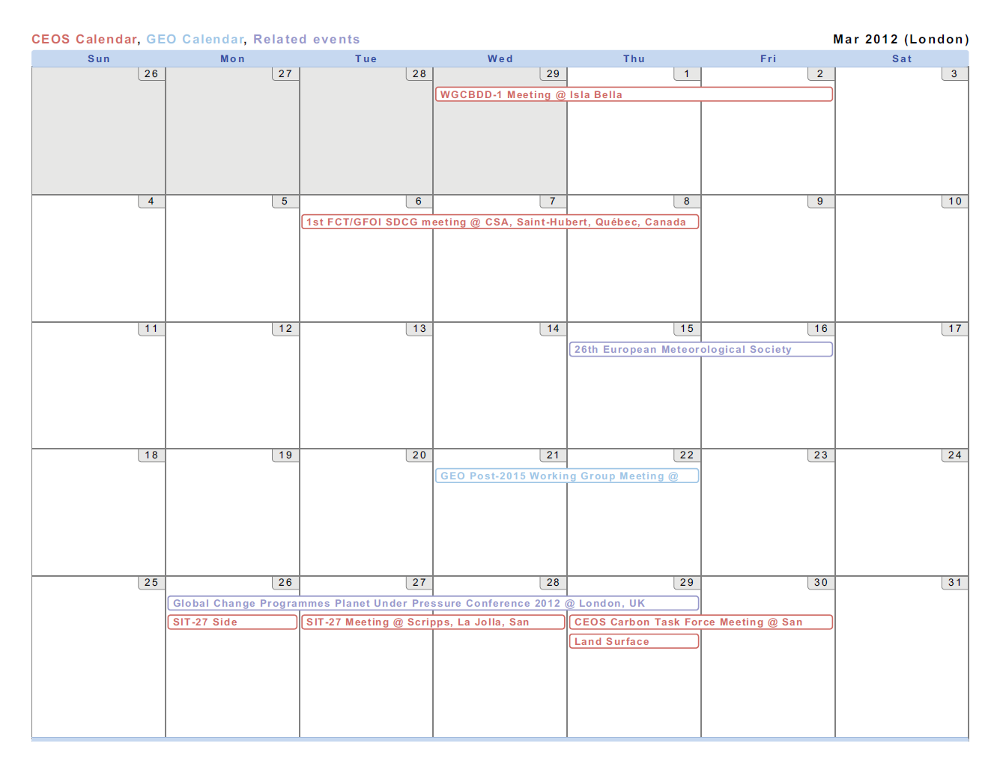 CEOS Calendar, GEO Calendar, Related events Mar 2012 (London)
Sun Mon Tue Wed Thu Fri Sat
26 27 28 29 1 2 3
WGCBDD-1 Meeting @ Isla Bella
4 5 6 7 8 9 10
1st FCT/GFOI SDCG meeting @ CSA, Saint-Hubert, Québec, Canada
11 12 13 14 15 16 17
26th European Meteorological Society
18 19 20 21 22 23 24
GEO Post-2015 Working Group Meeting @
25 26 27 28 29 30 31
Global Change Programmes Planet Under Pressure Conference 2012 @ London, UK
SIT-27 Side SIT-27 Meeting @ Scripps, La Jolla, San CEOS Carbon Task Force Meeting @ San
Land Surface